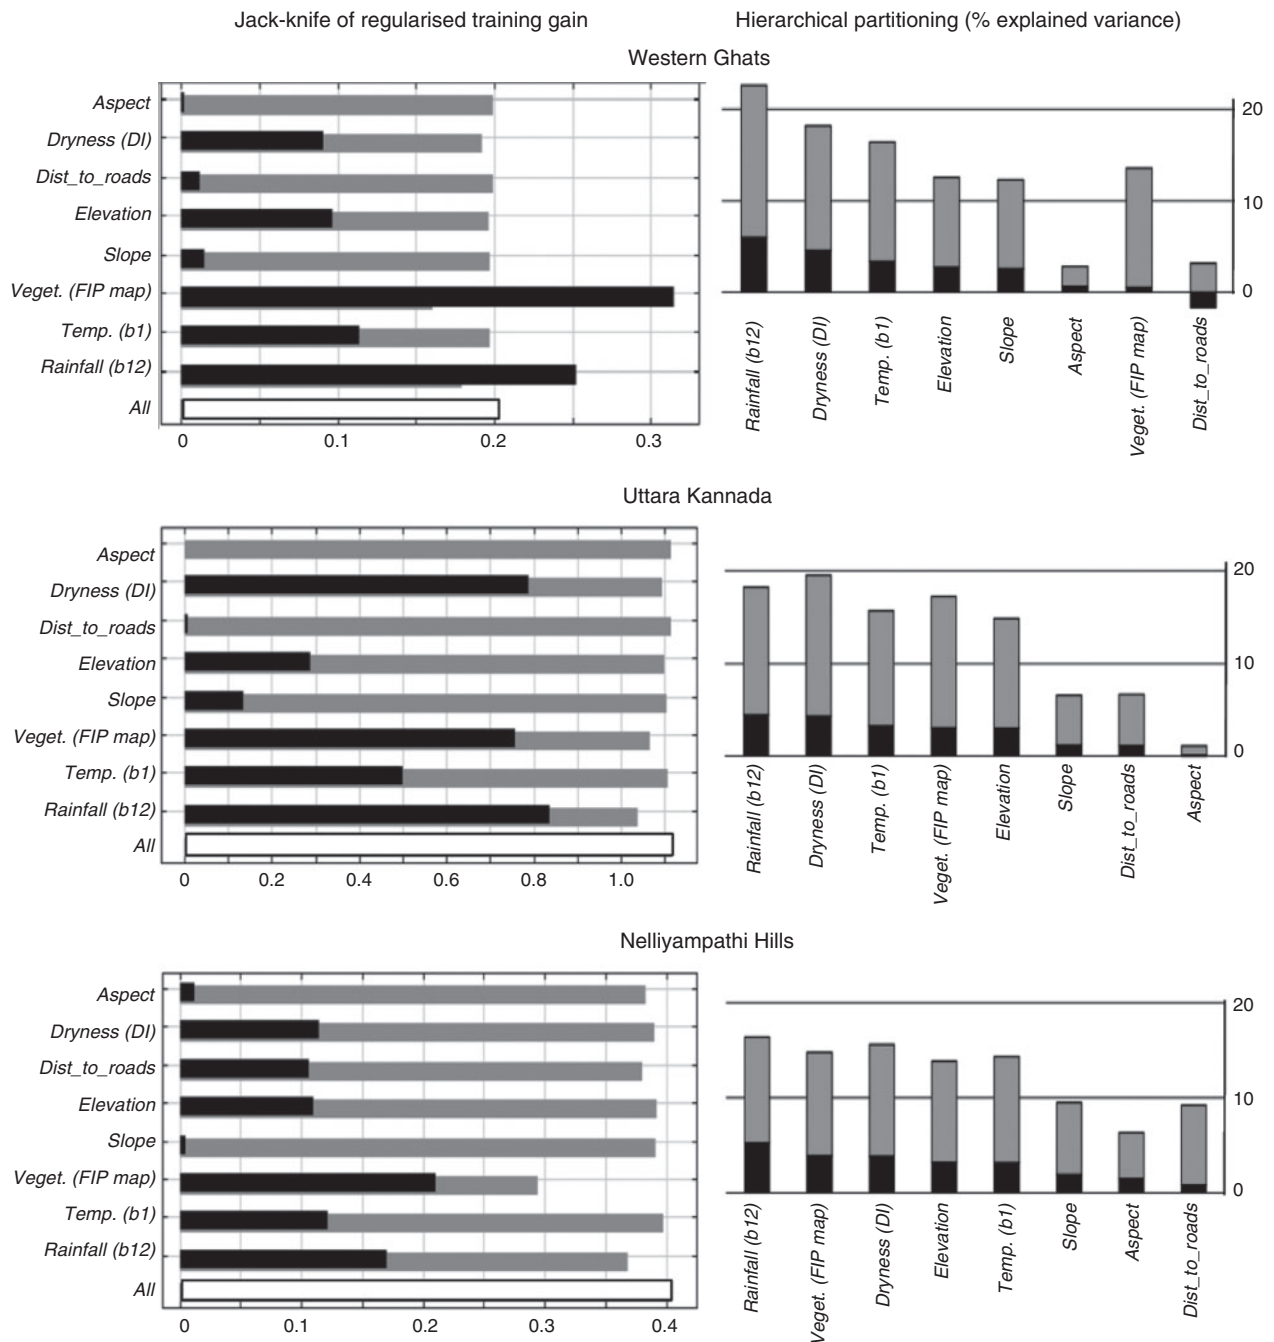 Jack-knife of regularised training gain
Hierarchical partitioning (% explained variance)
Western Ghats
Aspect
Dryness (DI)
Dist_to_roads
Elevation
Slope
Veget. (FIP map)
Temp. (b1)
Rainfall (b12)
All
0 0.1 0.2 0.3
20
10
0
Rainfall (b12)
Dryness (DI)
Temp. (b1)
Elevation
Slope
Aspect
Veget. (FIP map)
Dist_to_roads
Uttara Kannada
Aspect
Dryness (DI)
Dist_to_roads
Elevation
Slope
Veget. (FIP map)
Temp. (b1)
Rainfall (b12)
All
0 0.2 0.4 0.6 0.8 1.0
20
10
0
Rainfall (b12)
Dryness (DI)
Temp. (b1)
Veget. (FIP map)
Elevation
Slope
Dist_to_roads
Aspect
Nelliyampathi Hills
Aspect
Dryness (DI)
Dist_to_roads
Elevation
Slope
Veget. (FIP map)
Temp. (b1)
Rainfall (b12)
All
0 0.1 0.2 0.3 0.4
20
10
0
Rainfall (b12)
Veget. (FIP map)
Dryness (DI)
Elevation
Temp. (b1)
Slope
Aspect
Dist_to_roads